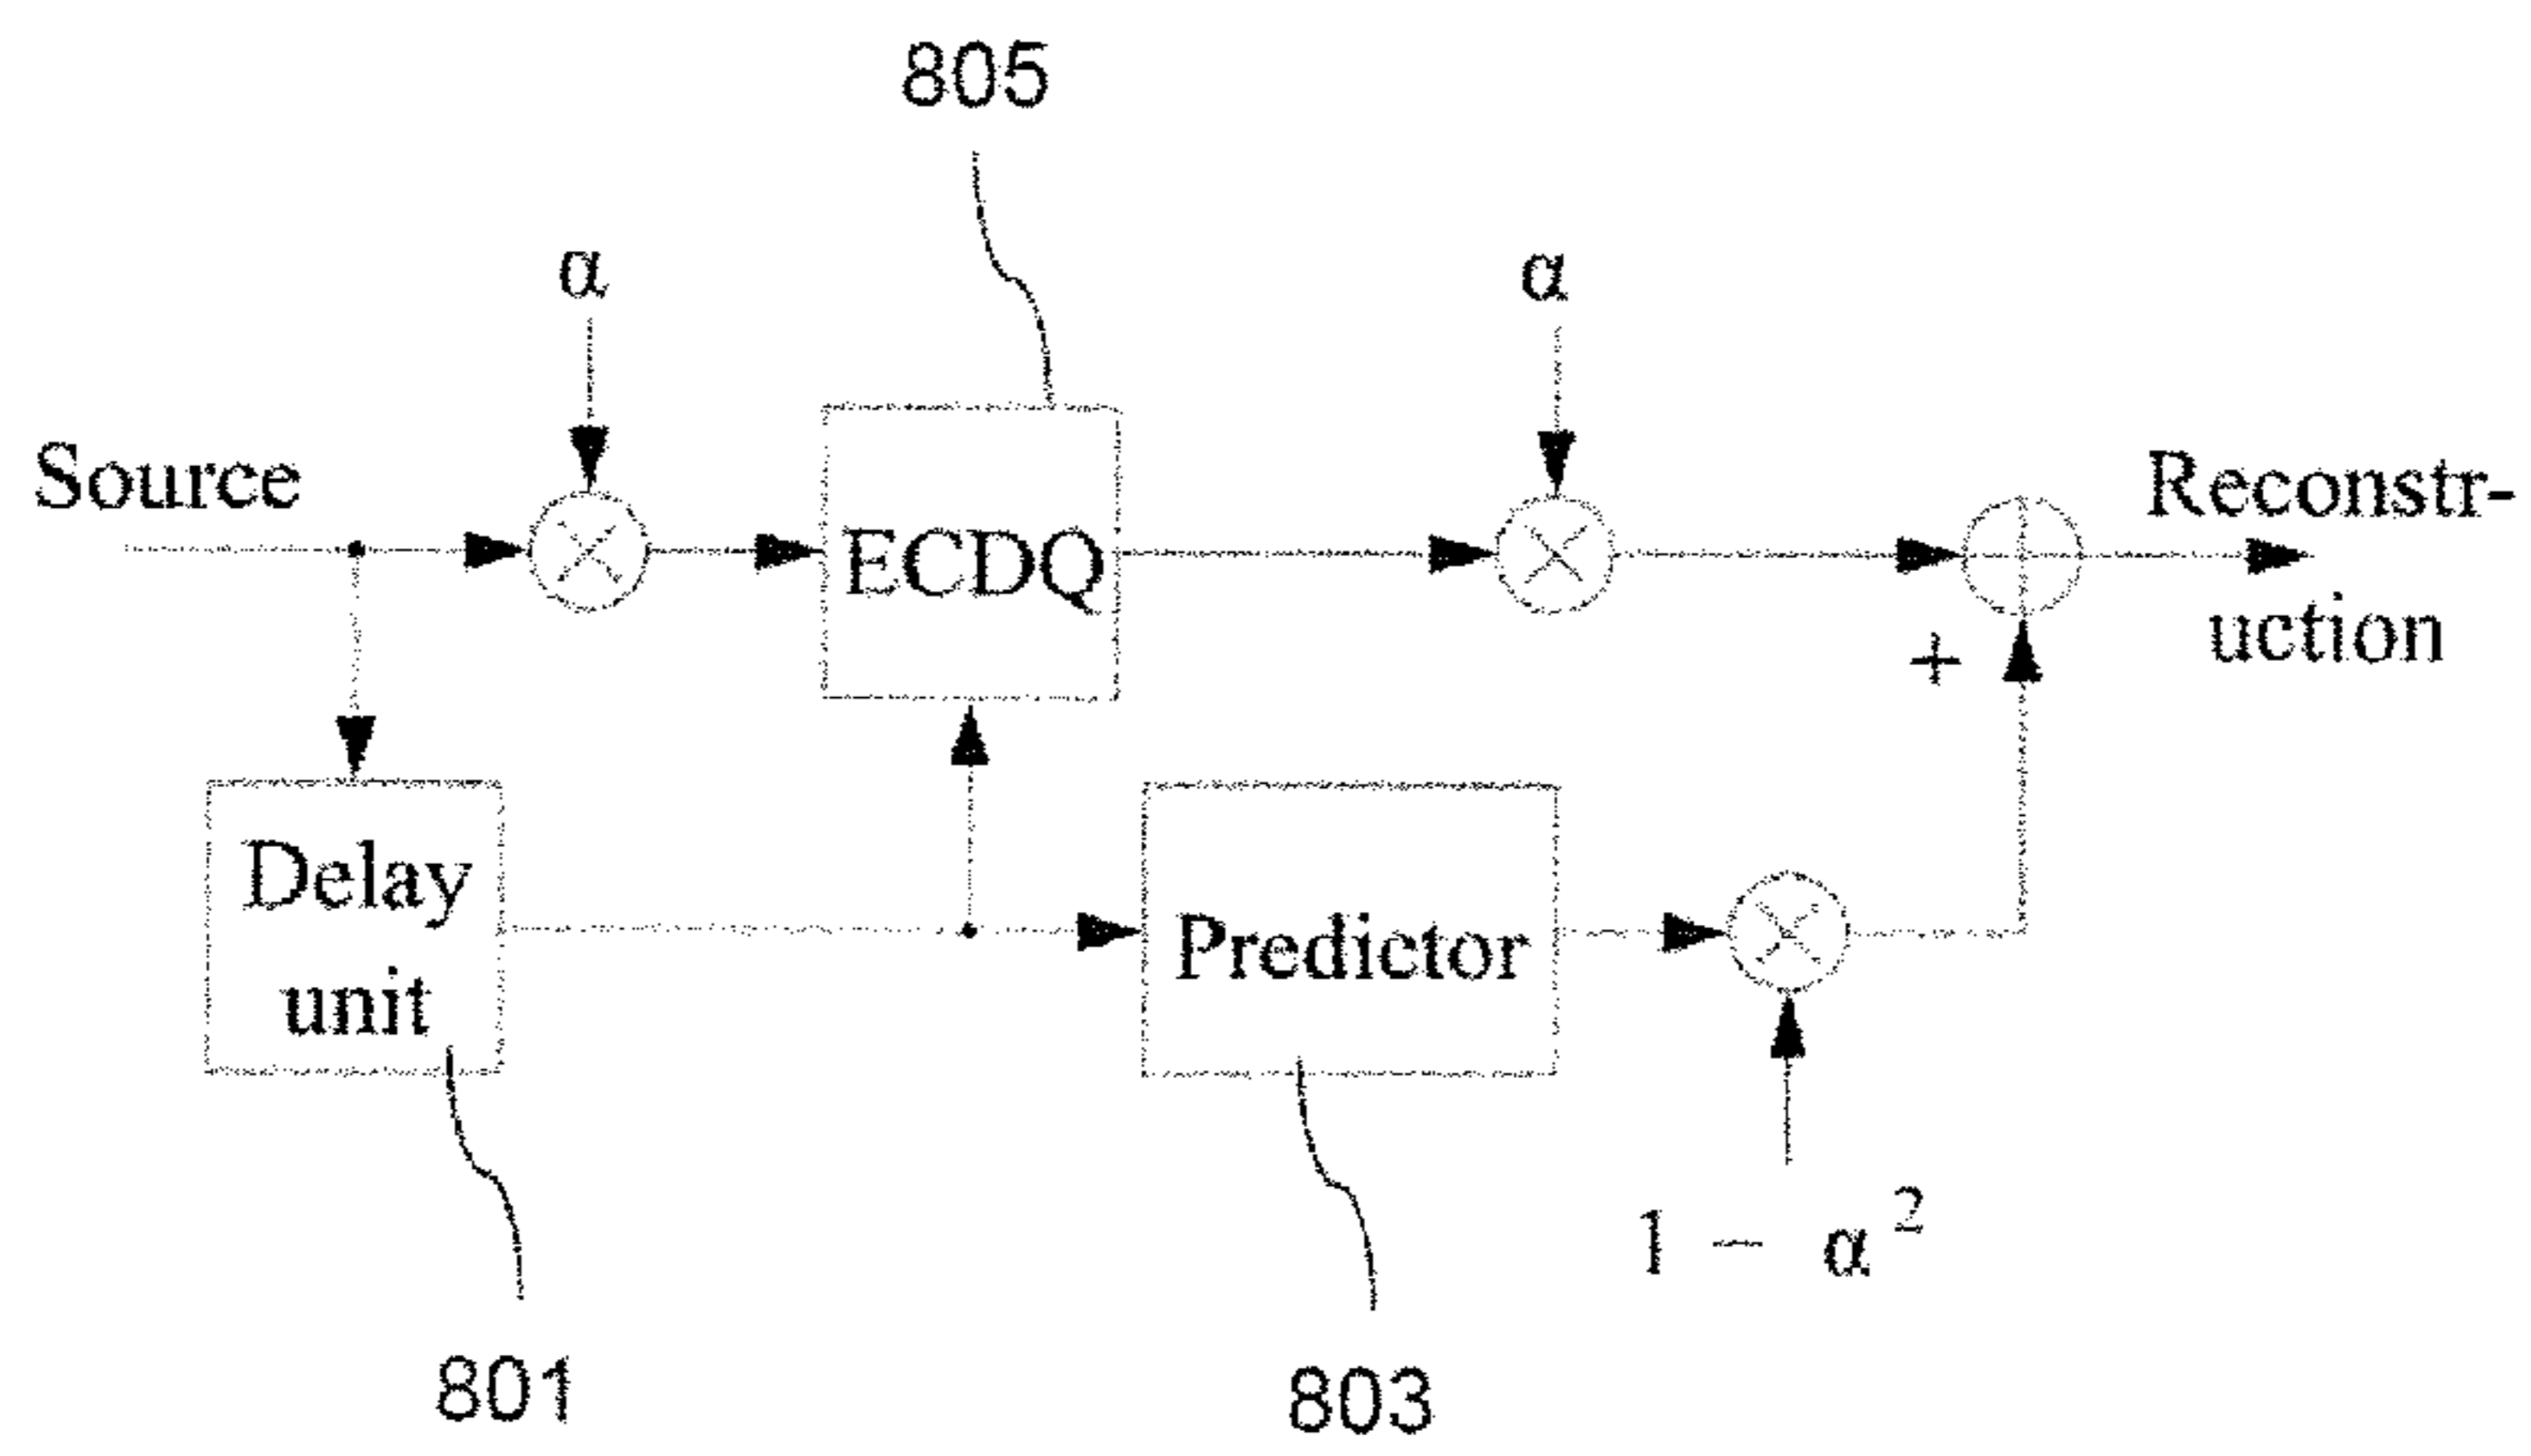 805
α
α
Source
Reconstr-
ECDQ
uction
+
Delay
unit
Predictor
1 − α²
801
803